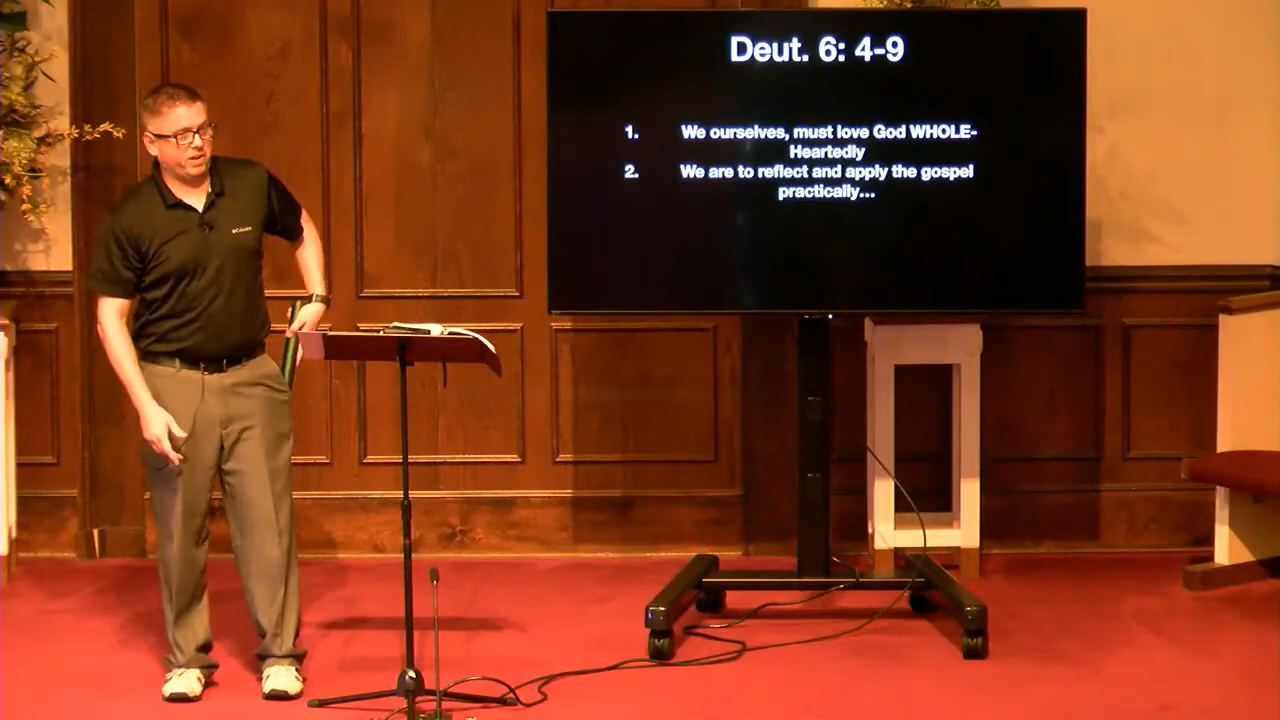 Deut. 6: 4-9
1. We ourselves, must love God WHOLE-
Heartedly
2. We are to reflect and apply the gospel
practically...
Columbia